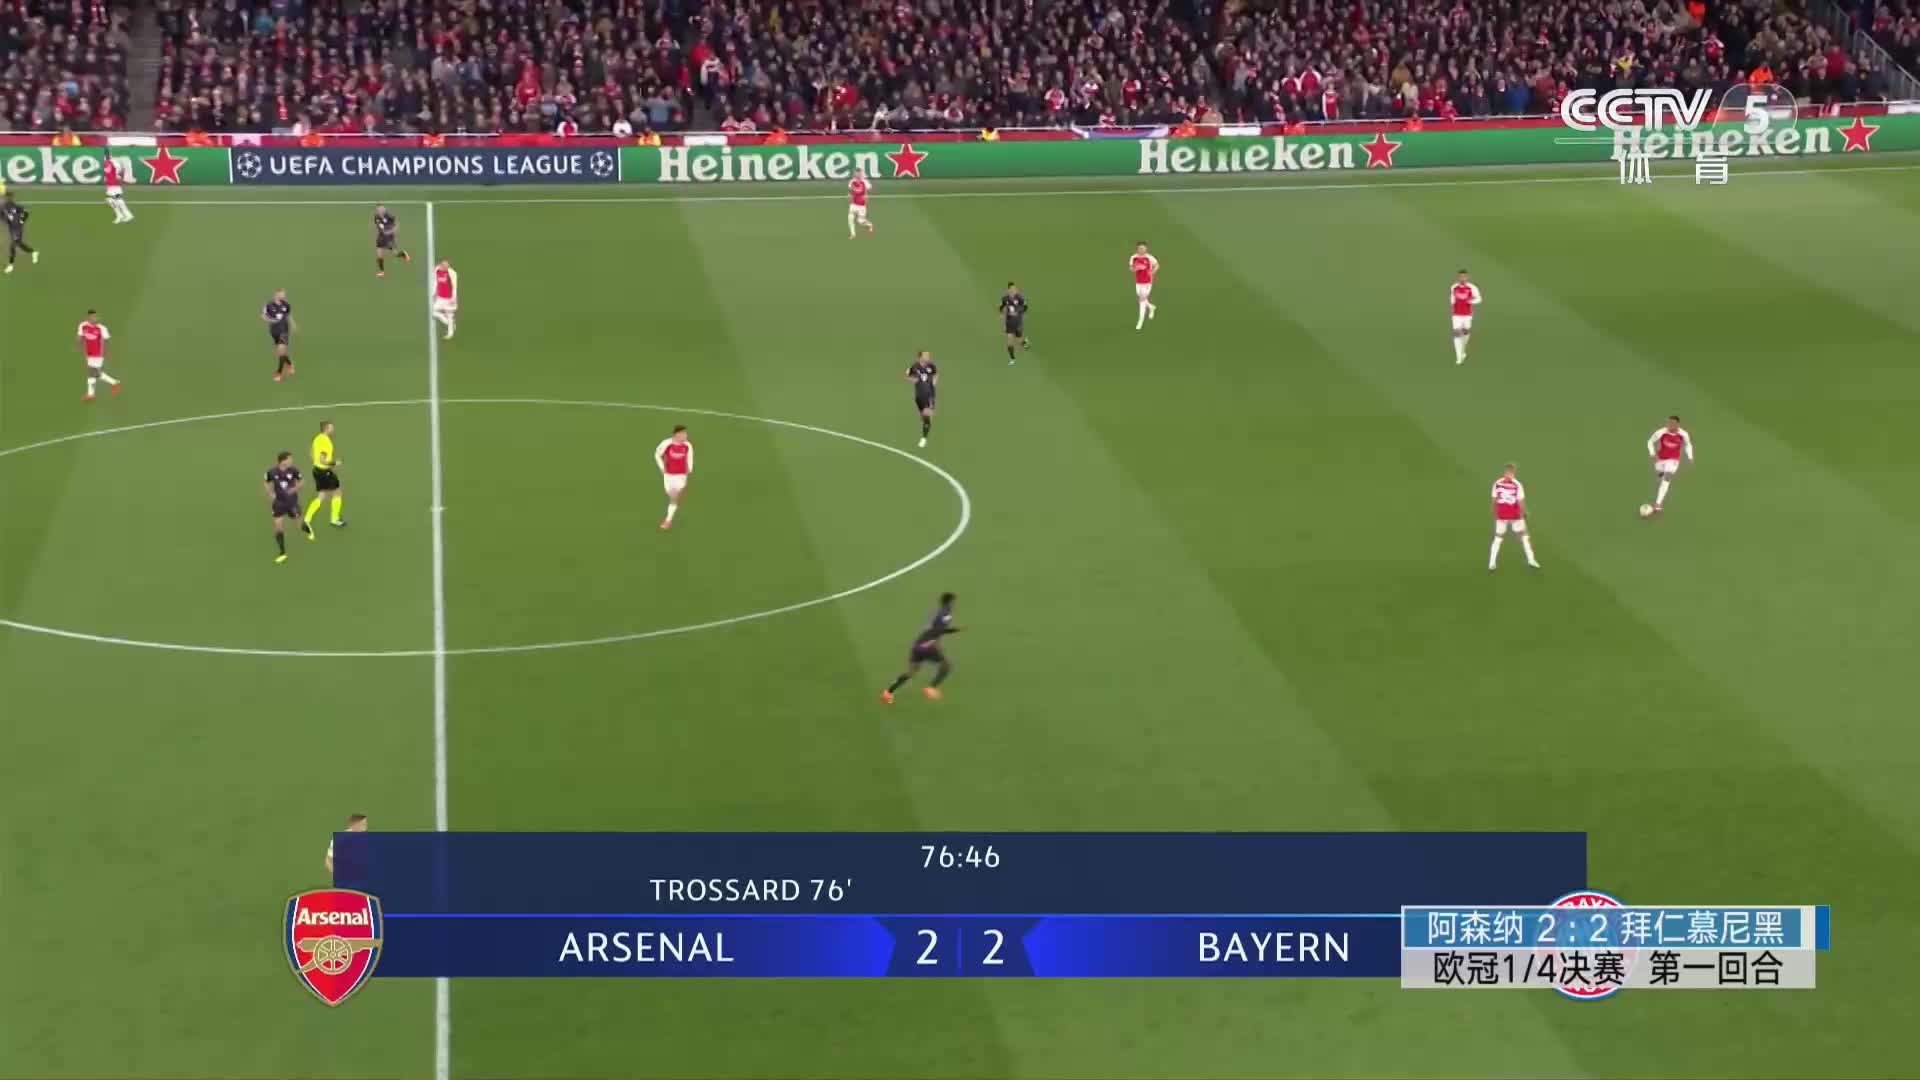 CCTV 5
体育
eken
UEFA CHAMPIONS LEAGUE
Heineken
Heineken
Heineken
35
76:46
TROSSARD 76'
Arsenal
ARSENAL 2 2 BAYERN
阿森纳 2:2 拜仁慕尼黑
欧冠1/4决赛 第一回合